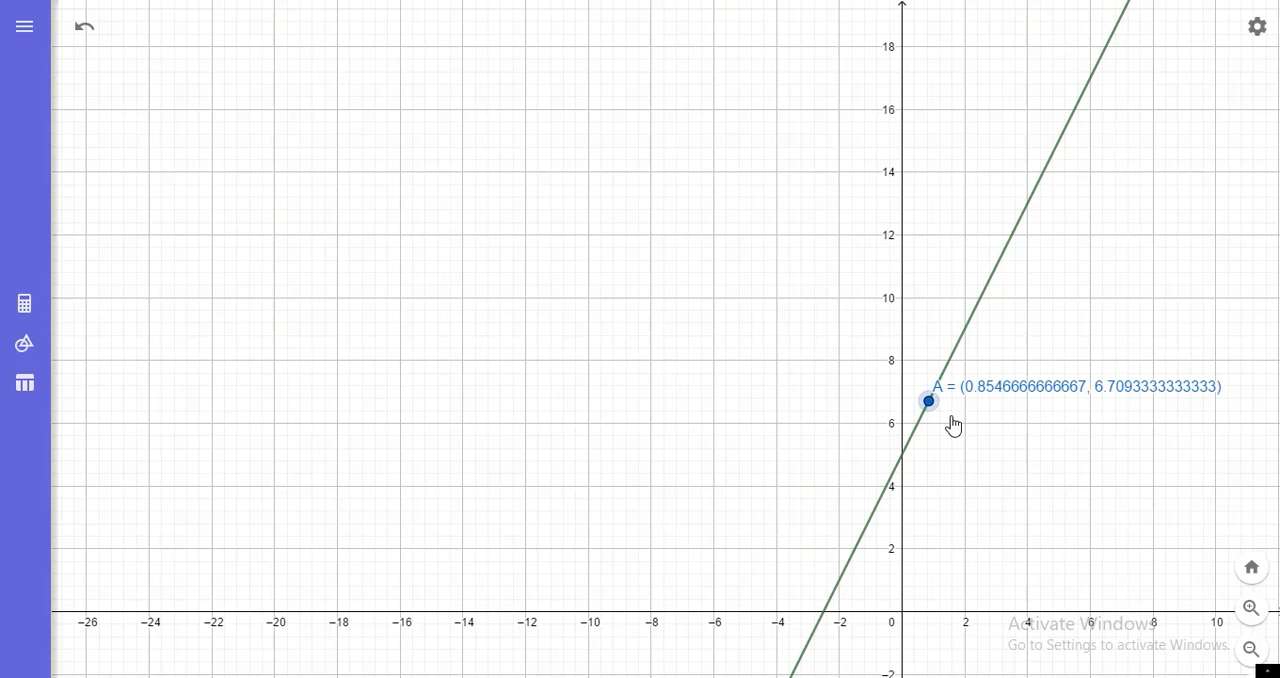 18
16
14
12
10
8
A = (0.8546666666667, 6.7093333333333)
6
4
2
−26 −24 −22 −20 −18 −16 −14 −12 −10 −8 −6 −4 −2 0 2 4 6 8 10
Activate Windows
Go to Settings to activate Windows.
−2